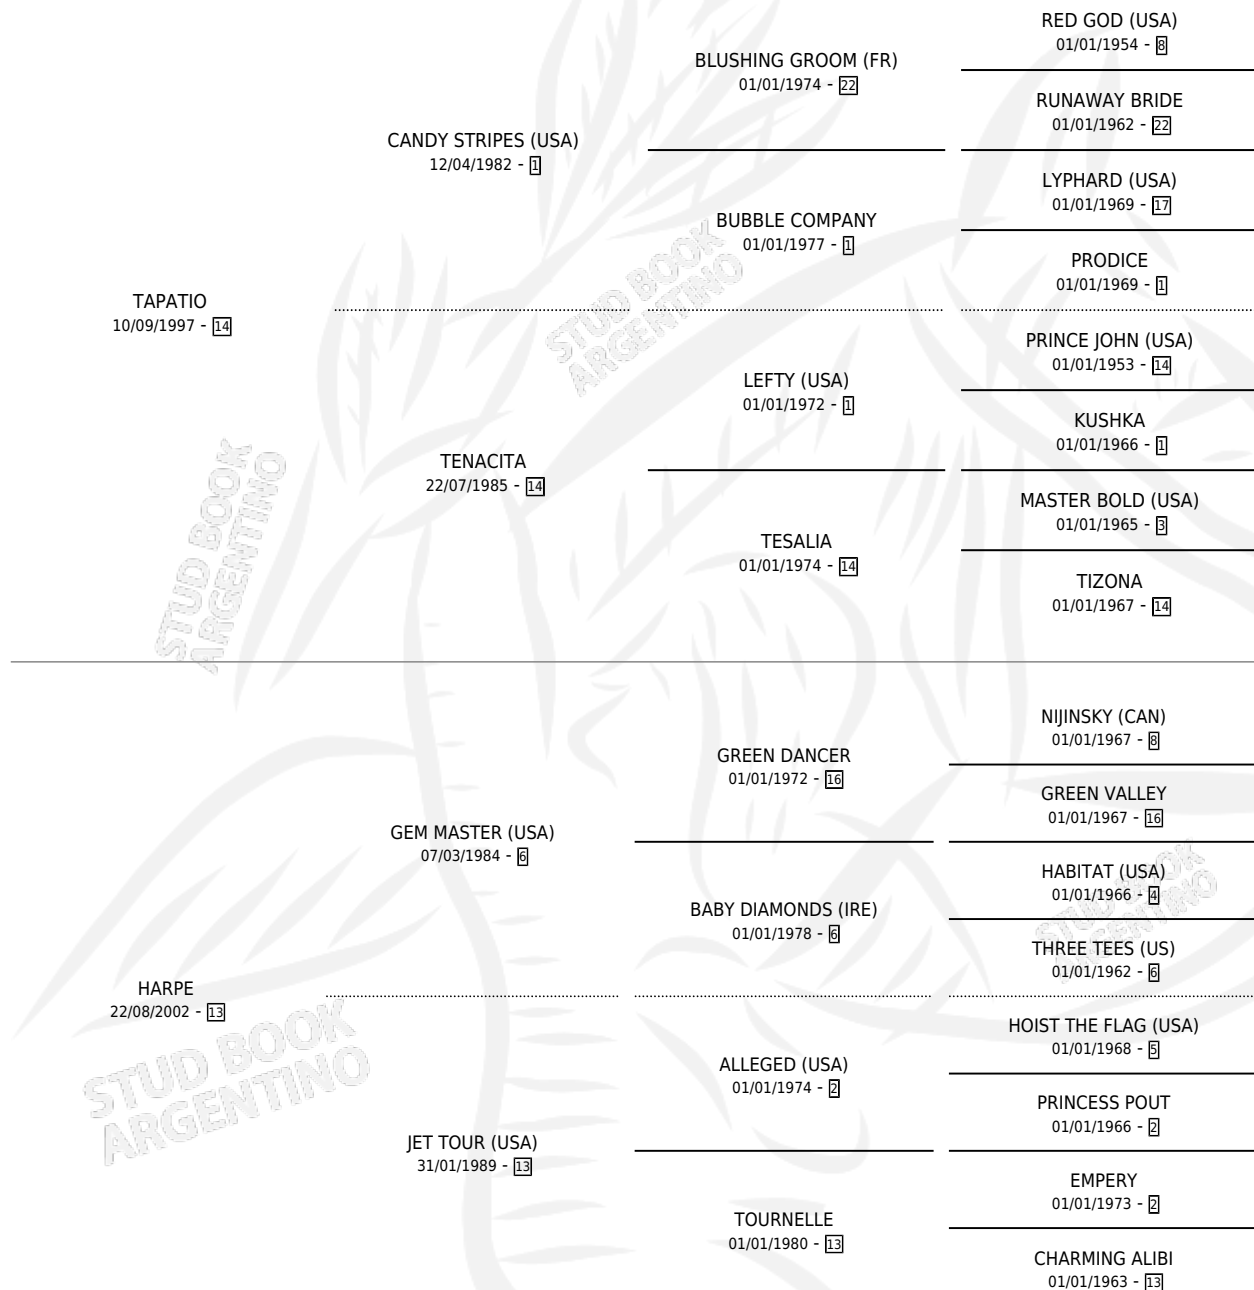 RED GOD (USA)
01/01/1954 - 8
BLUSHING GROOM (FR)
01/01/1974 - 22
RUNAWAY BRIDE
01/01/1962 - 22
CANDY STRIPES (USA)
12/04/1982 - 1
LYPHARD (USA)
01/01/1969 - 17
BUBBLE COMPANY
01/01/1977 - 1
PRODICE
01/01/1969 - 1
TAPATIO
10/09/1997 - 14
PRINCE JOHN (USA)
01/01/1953 - 14
LEFTY (USA)
01/01/1972 - 1
KUSHKA
01/01/1966 - 1
TENACITA
22/07/1985 - 14
MASTER BOLD (USA)
01/01/1965 - 3
TESALIA
01/01/1974 - 14
TIZONA
01/01/1967 - 14
NIJINSKY (CAN)
01/01/1967 - 8
GREEN DANCER
01/01/1972 - 16
GREEN VALLEY
01/01/1967 - 16
GEM MASTER (USA)
07/03/1984 - 6
HABITAT (USA)
01/01/1966 - 4
BABY DIAMONDS (IRE)
01/01/1978 - 6
THREE TEES (US)
01/01/1962 - 6
HARPE
22/08/2002 - 13
HOIST THE FLAG (USA)
01/01/1968 - 5
ALLEGED (USA)
01/01/1974 - 2
PRINCESS POUT
01/01/1966 - 2
JET TOUR (USA)
31/01/1989 - 13
EMPERY
01/01/1973 - 2
TOURNELLE
01/01/1980 - 13
CHARMING ALIBI
01/01/1963 - 13
STUD BOOK
ARGENTINO
STUD BOOK
ARGENTINO
STUD BOOK
ARGENTINO
STUD BOOK
ARGENTINO